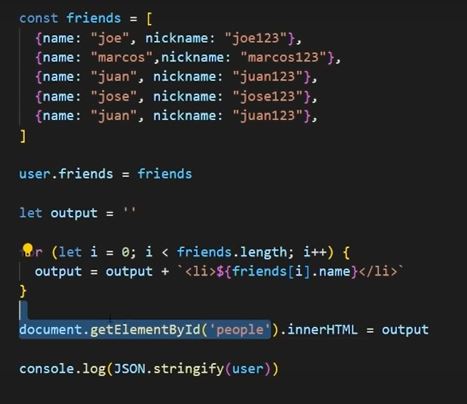 const friends = [
{name: "joe", nickname: "joe123"},
{name: "marcos",nickname: "marcos123"},
{name: "juan", nickname: "juan123"},
{name: "jose", nickname: "jose123"},
{name: "juan", nickname: "juan123"},
]
user.friends = friends
let output = ''
(let i = 0; i < friends.length; i++) {
output = output + `<li>${friends[i].name}</li>`
}
document.getElementById('people').innerHTML = output
console.log(JSON.stringify(user))